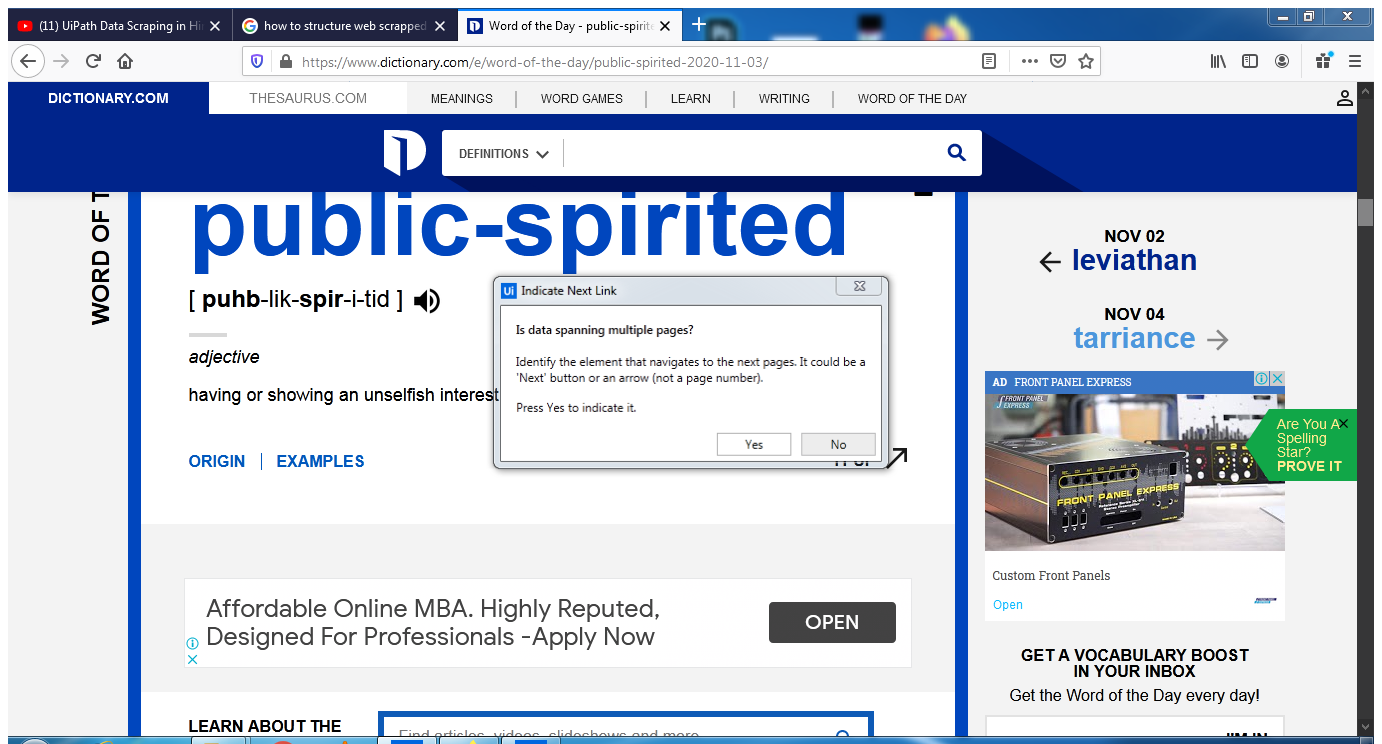 (11) UiPath Data Scraping in Hin
how to structure web scrapped
Word of the Day - public-spirite
https://www.dictionary.com/e/word-of-the-day/public-spirited-2020-11-03/
DICTIONARY.COM
THESAURUS.COM
MEANINGS
WORD GAMES
LEARN
WRITING
WORD OF THE DAY
DEFINITIONS
WORD OF T
public-spirited
[ puhb-lik-spir-i-tid ]
adjective
having or showing an unselfish interest
ORIGIN
EXAMPLES
Ui Indicate Next Link
Is data spanning multiple pages?
Identify the element that navigates to the next pages. It could be a
'Next' button or an arrow (not a page number).
Press Yes to indicate it.
Yes
No
NOV 02
leviathan
NOV 04
tarriance
AD FRONT PANEL EXPRESS
FRONT PANEL
EXPRESS
FRONT PANEL EXPRESS
Custom Front Panels
Open
Are You A
Spelling
Star?
PROVE IT
Affordable Online MBA. Highly Reputed,
Designed For Professionals -Apply Now
OPEN
GET A VOCABULARY BOOST
IN YOUR INBOX
Get the Word of the Day every day!
I'M IN
LEARN ABOUT THE
Find articles, videos, slideshows and more